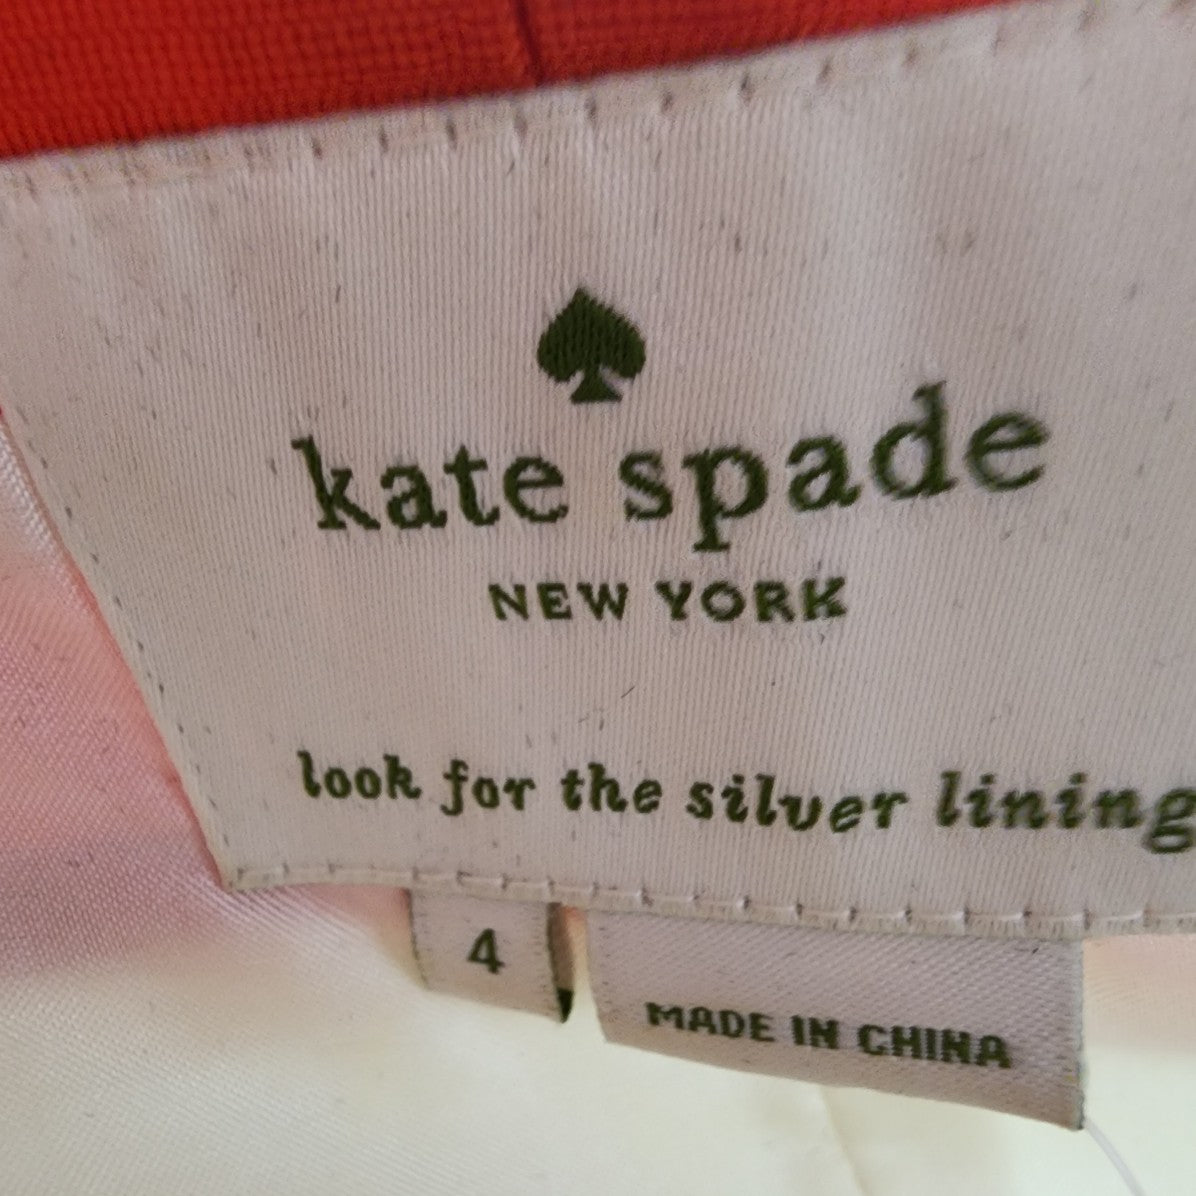 kate spade
NEW YORK
look for the silver lining
4
MADE IN CHINA